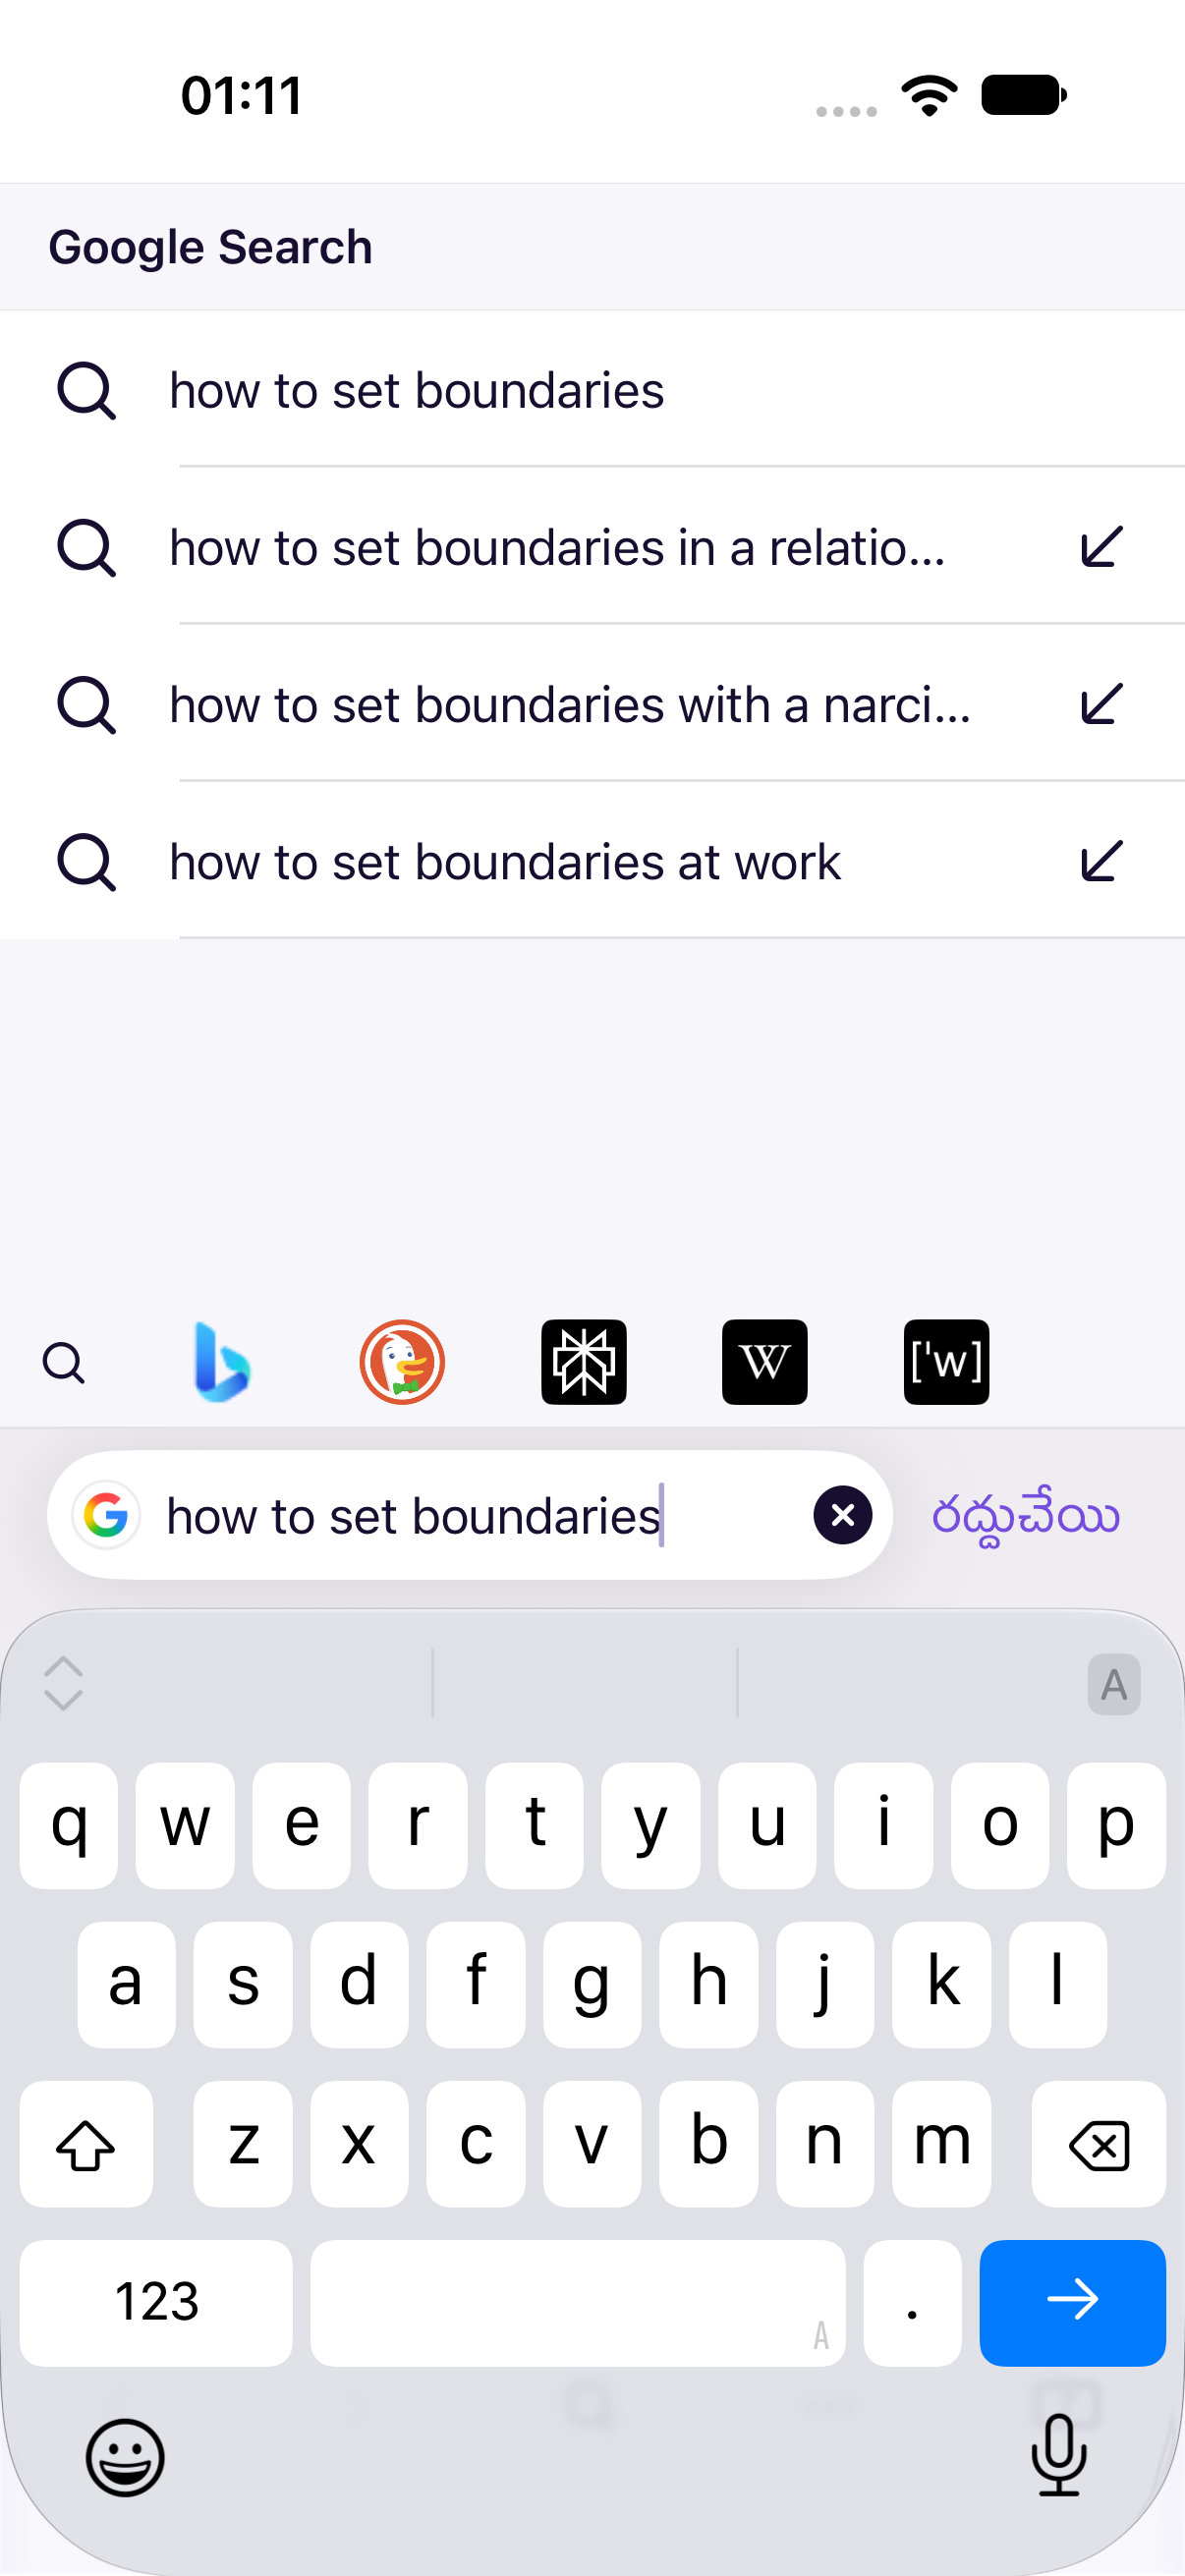 01:11
Google Search
how to set boundaries
how to set boundaries in a relatio...
how to set boundaries with a narci...
how to set boundaries at work
W
['w]
how to set boundaries
రద్దుచేయి
A
q w e r t y u i o p
a s d f g h j k l
z x c v b n m
123
A
.